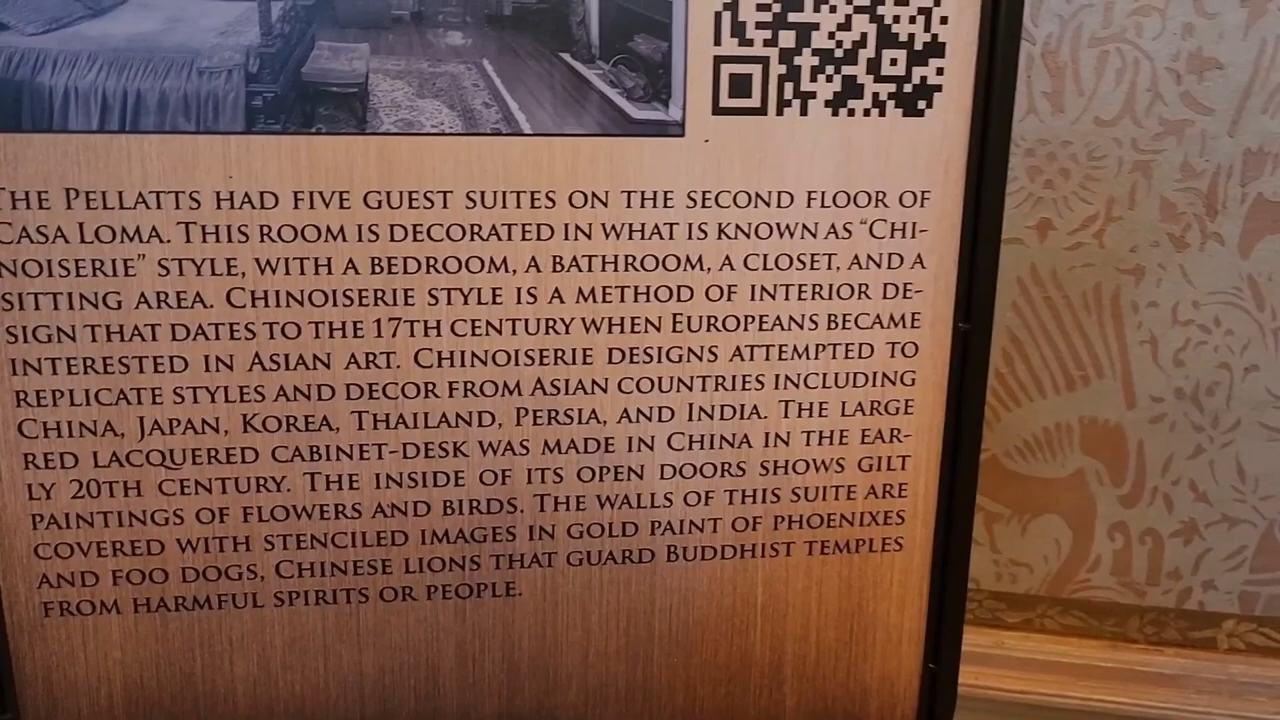 THE PELLATTS HAD FIVE GUEST SUITES ON THE SECOND FLOOR OF
CASA LOMA. THIS ROOM IS DECORATED IN WHAT IS KNOWN AS “CHI-
NOISERIE” STYLE, WITH A BEDROOM, A BATHROOM, A CLOSET, AND A
SITTING AREA. CHINOISERIE STYLE IS A METHOD OF INTERIOR DE-
SIGN THAT DATES TO THE 17TH CENTURY WHEN EUROPEANS BECAME
INTERESTED IN ASIAN ART. CHINOISERIE DESIGNS ATTEMPTED TO
REPLICATE STYLES AND DECOR FROM ASIAN COUNTRIES INCLUDING
CHINA, JAPAN, KOREA, THAILAND, PERSIA, AND INDIA. THE LARGE
RED LACQUERED CABINET-DESK WAS MADE IN CHINA IN THE EAR-
LY 20TH CENTURY. THE INSIDE OF ITS OPEN DOORS SHOWS GILT
PAINTINGS OF FLOWERS AND BIRDS. THE WALLS OF THIS SUITE ARE
COVERED WITH STENCILED IMAGES IN GOLD PAINT OF PHOENIXES
AND FOO DOGS, CHINESE LIONS THAT GUARD BUDDHIST TEMPLES
FROM HARMFUL SPIRITS OR PEOPLE.